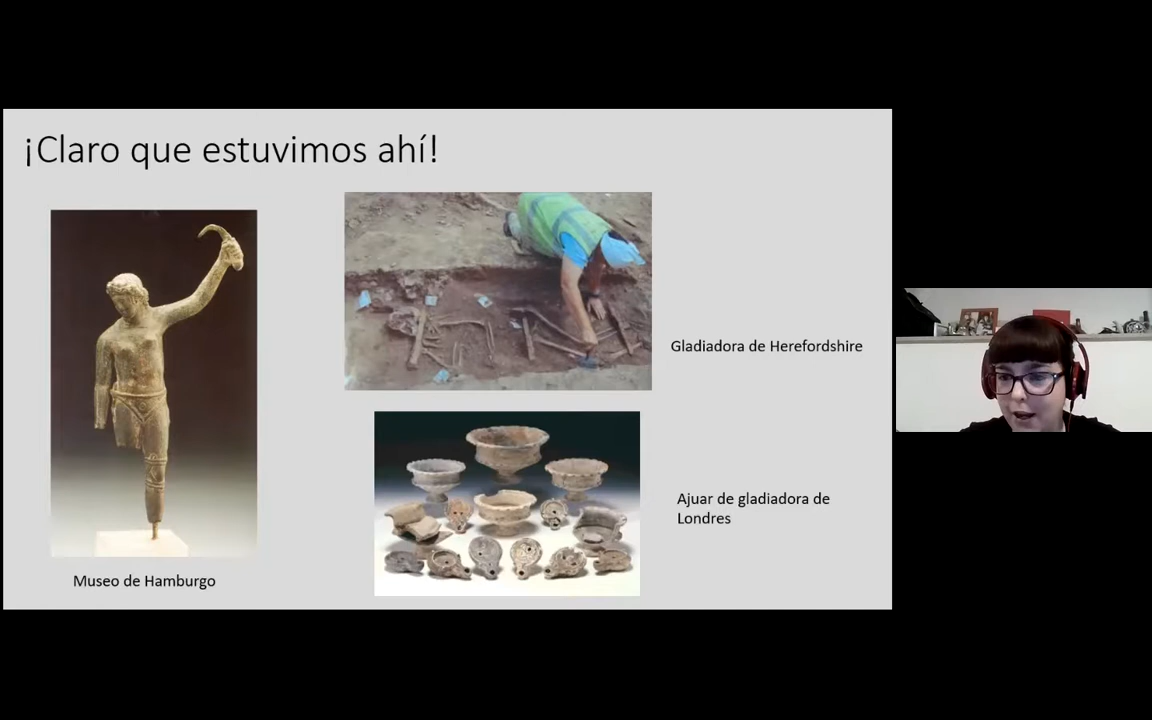 ¡Claro que estuvimos ahí!
Gladiadora de Herefordshire
Ajuar de gladiadora de
Londres
Museo de Hamburgo